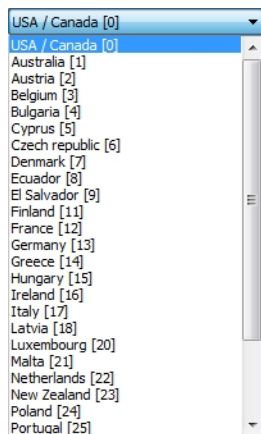 USA / Canada [0]
USA / Canada [0]
Australia [1]
Austria [2]
Belgium [3]
Bulgaria [4]
Cyprus [5]
Czech republic [6]
Denmark [7]
Ecuador [8]
El Salvador [9]
Finland [11]
France [12]
Germany [13]
Greece [14]
Hungary [15]
Ireland [16]
Italy [17]
Latvia [18]
Luxembourg [20]
Malta [21]
Netherlands [22]
New Zealand [23]
Poland [24]
Portugal [25]